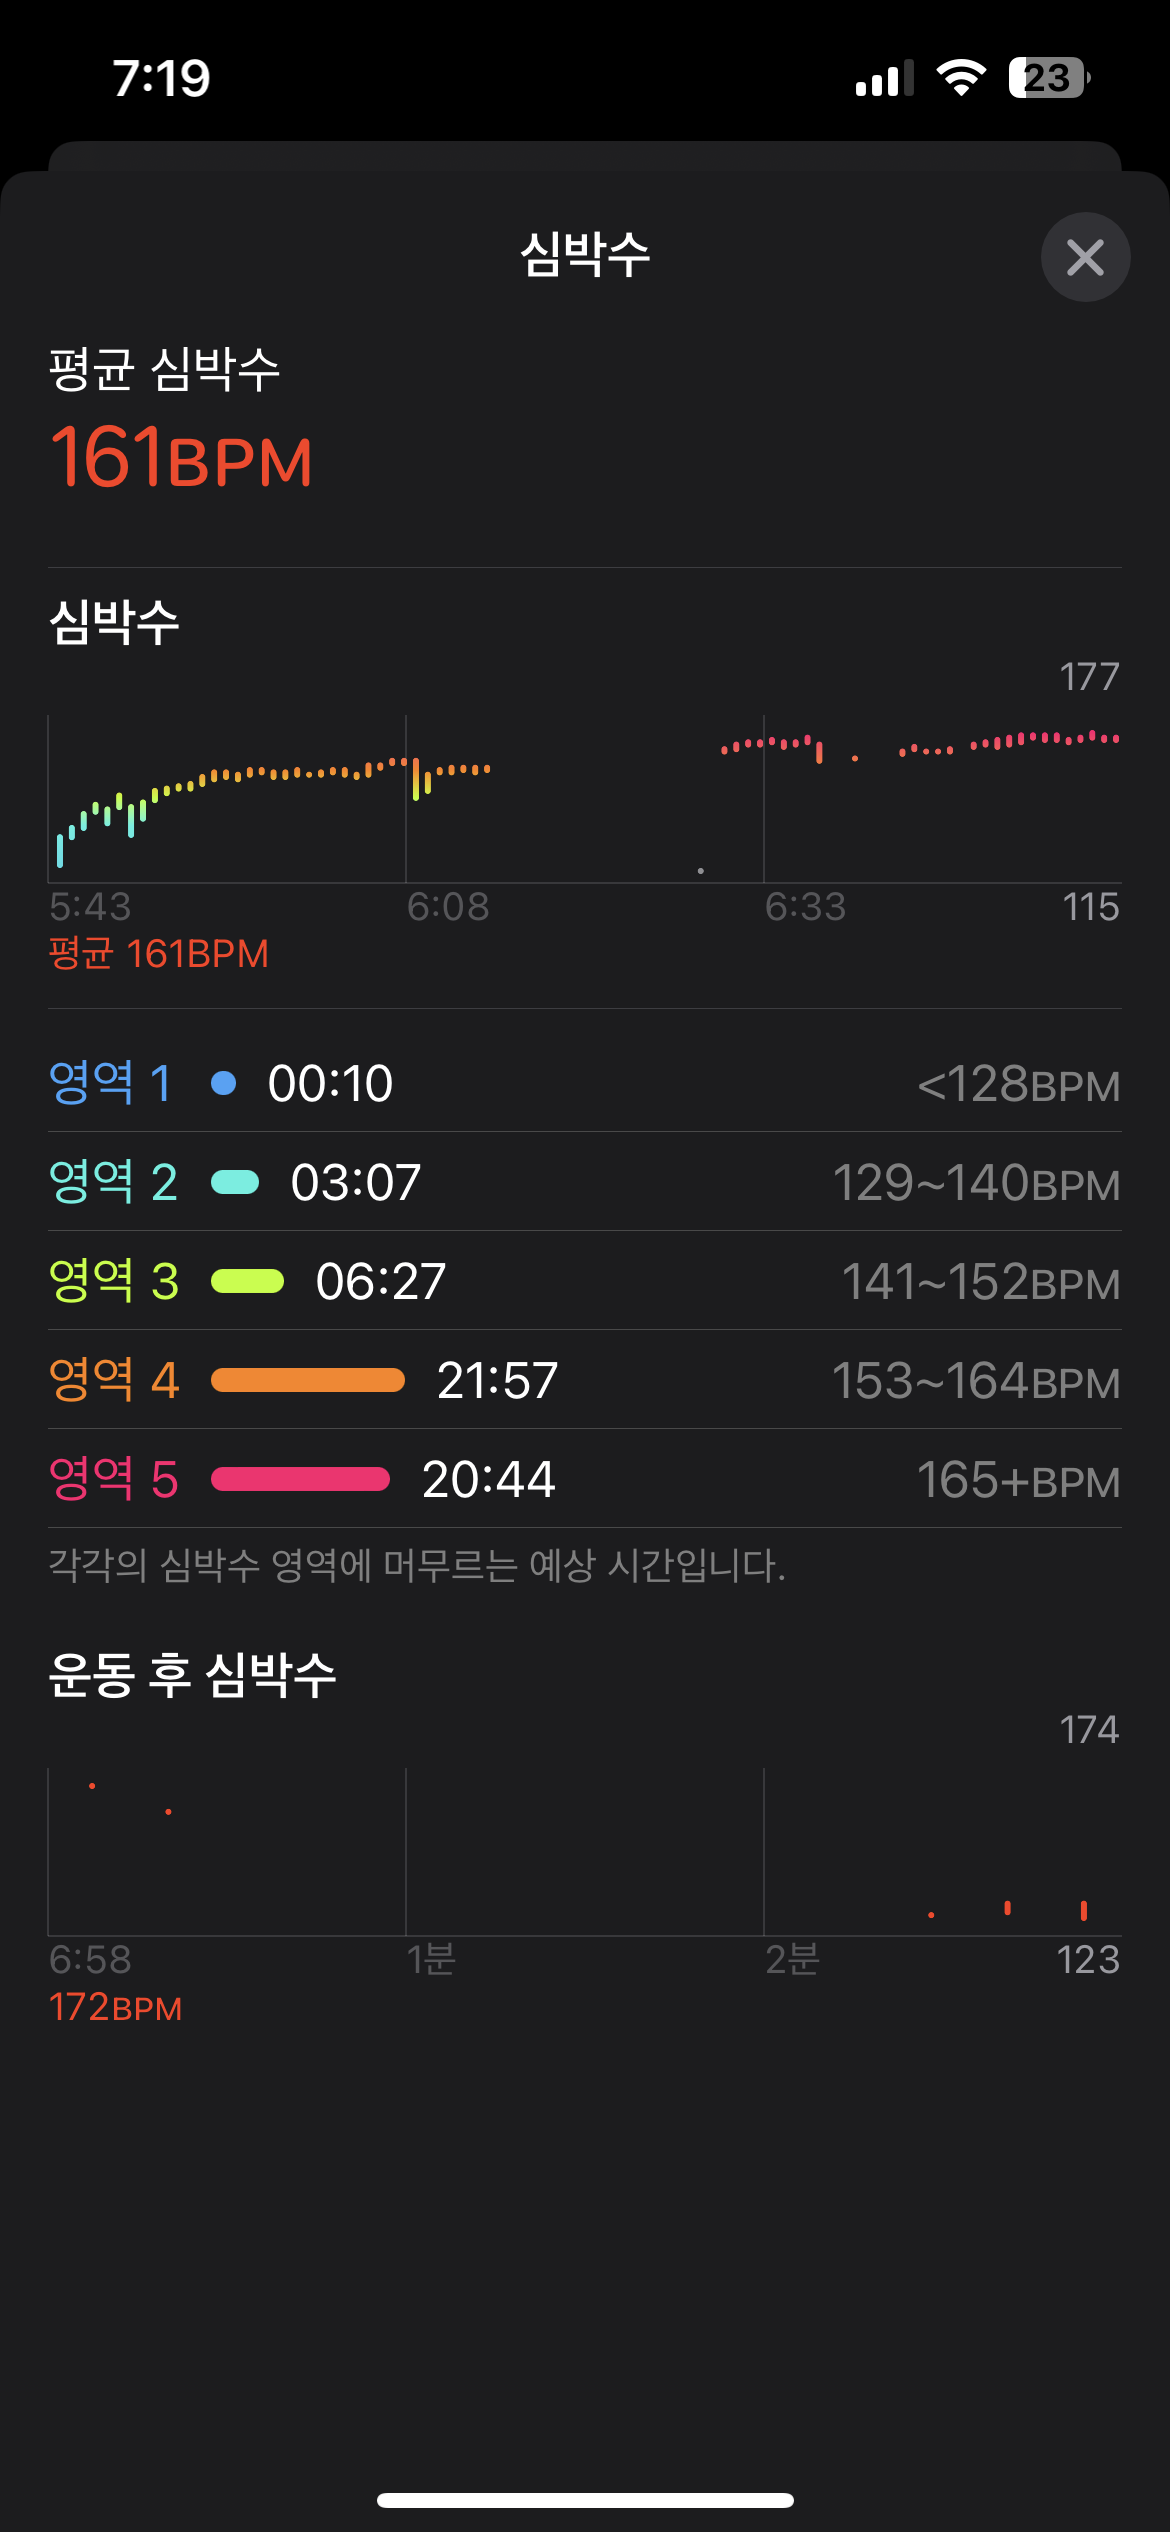 7:19
23
심박수
평균 심박수
161BPM
심박수
177
5:43 6:08 6:33 115
평균 161BPM
영역 1 00:10 <128BPM
영역 2 03:07 129~140BPM
영역 3 06:27 141~152BPM
영역 4 21:57 153~164BPM
영역 5 20:44 165+BPM
각각의 심박수 영역에 머무르는 예상 시간입니다.
운동 후 심박수
174
6:58 1분 2분 123
172BPM